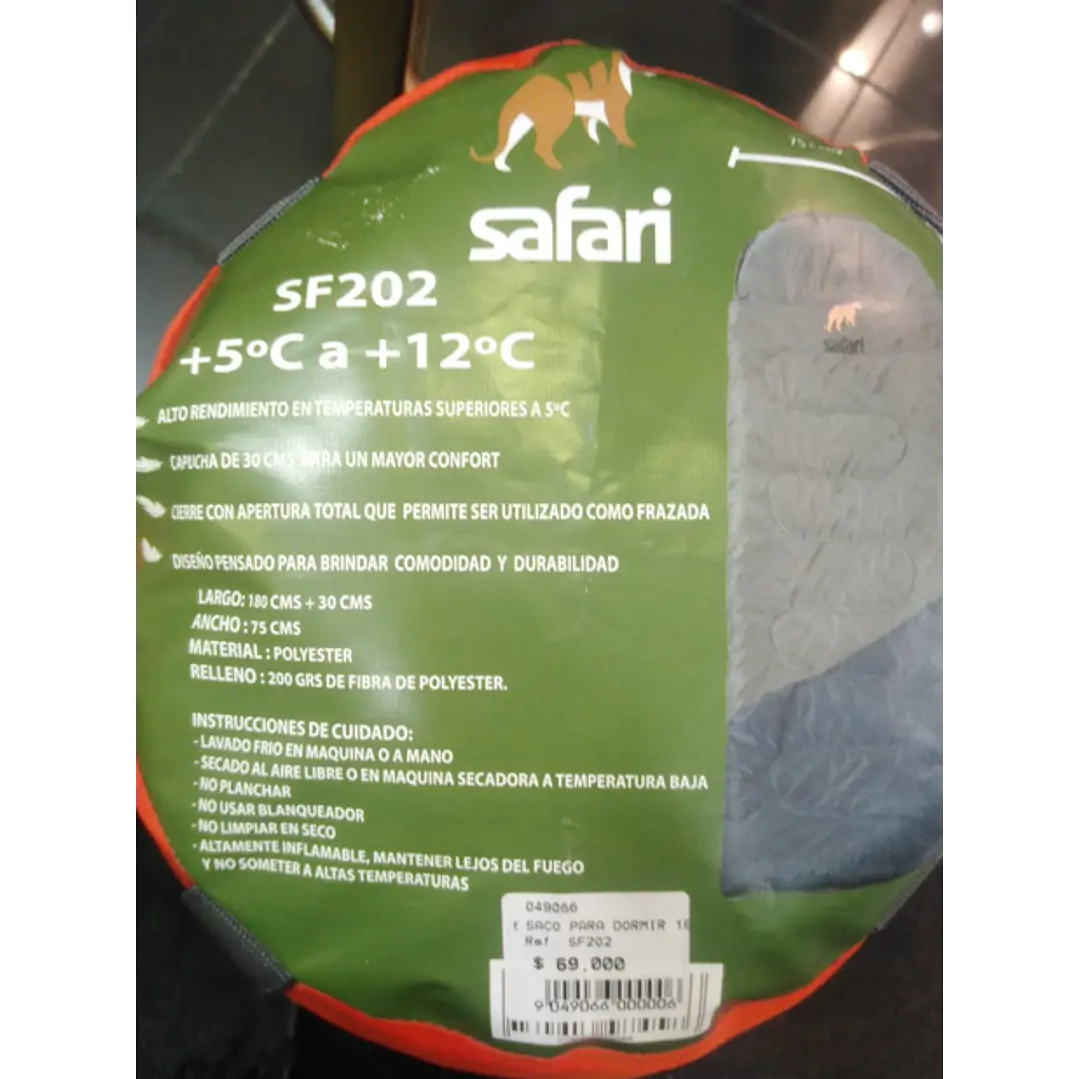 safari
75 cms
SF202
+5ºC a +12ºC
safari
ALTO RENDIMIENTO EN TEMPERATURAS SUPERIORES A 5ºC
CAPUCHA DE 30 CMS PARA UN MAYOR CONFORT
CIERRE CON APERTURA TOTAL QUE PERMITE SER UTILIZADO COMO FRAZADA
DISEÑO PENSADO PARA BRINDAR COMODIDAD Y DURABILIDAD
LARGO: 180 CMS + 30 CMS
ANCHO : 75 CMS
MATERIAL : POLYESTER
RELLENO : 200 GRS DE FIBRA DE POLYESTER.
INSTRUCCIONES DE CUIDADO:
-LAVADO FRIO EN MAQUINA O A MANO
-SECADO AL AIRE LIBRE O EN MAQUINA SECADORA A TEMPERATURA BAJA
-NO PLANCHAR
-NO USAR BLANQUEADOR
-NO LIMPIAR EN SECO
-ALTAMENTE INFLAMABLE, MANTENER LEJOS DEL FUEGO
Y NO SOMETER A ALTAS TEMPERATURAS
049066
SACO PARA DORMIR
Ref SF202
$ 69,000
9 049066 000006